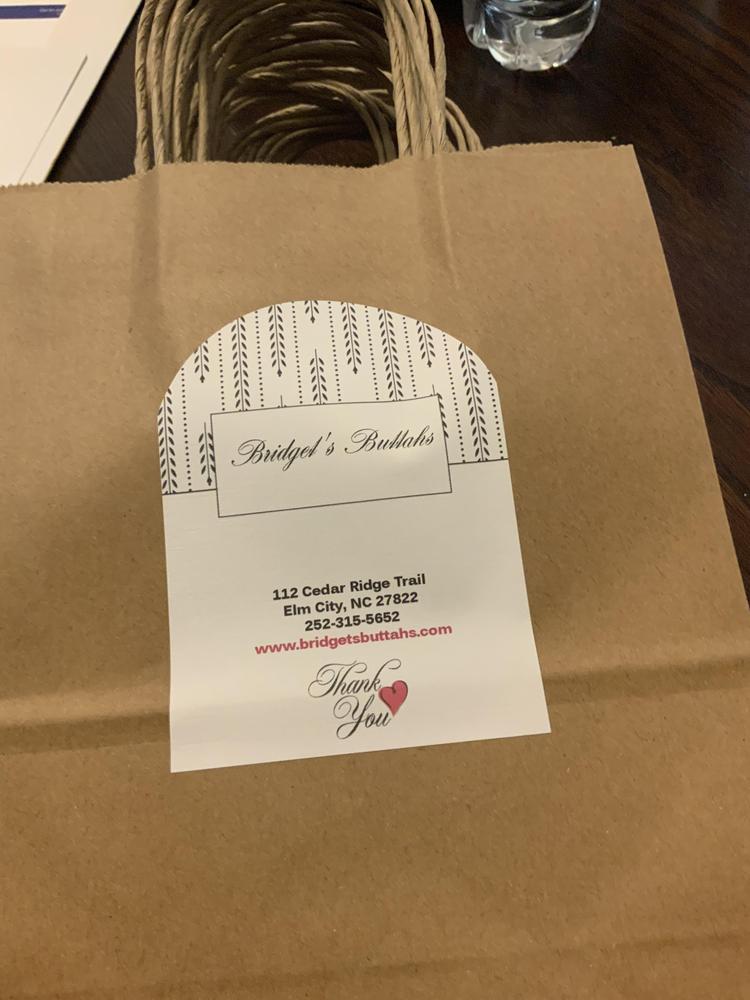 Bridget's Buttahs
112 Cedar Ridge Trail
Elm City, NC 27822
252-315-5652
www.bridgetsbuttahs.com
Thank
You